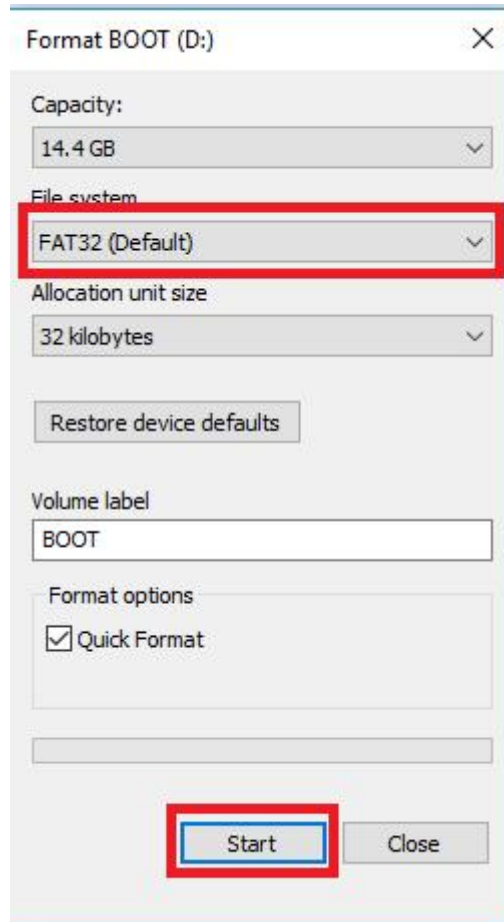 Format BOOT (D:)
Capacity:
14.4 GB
File system
FAT32 (Default)
Allocation unit size
32 kilobytes
Restore device defaults
Volume label
BOOT
Format options
Quick Format
Start
Close